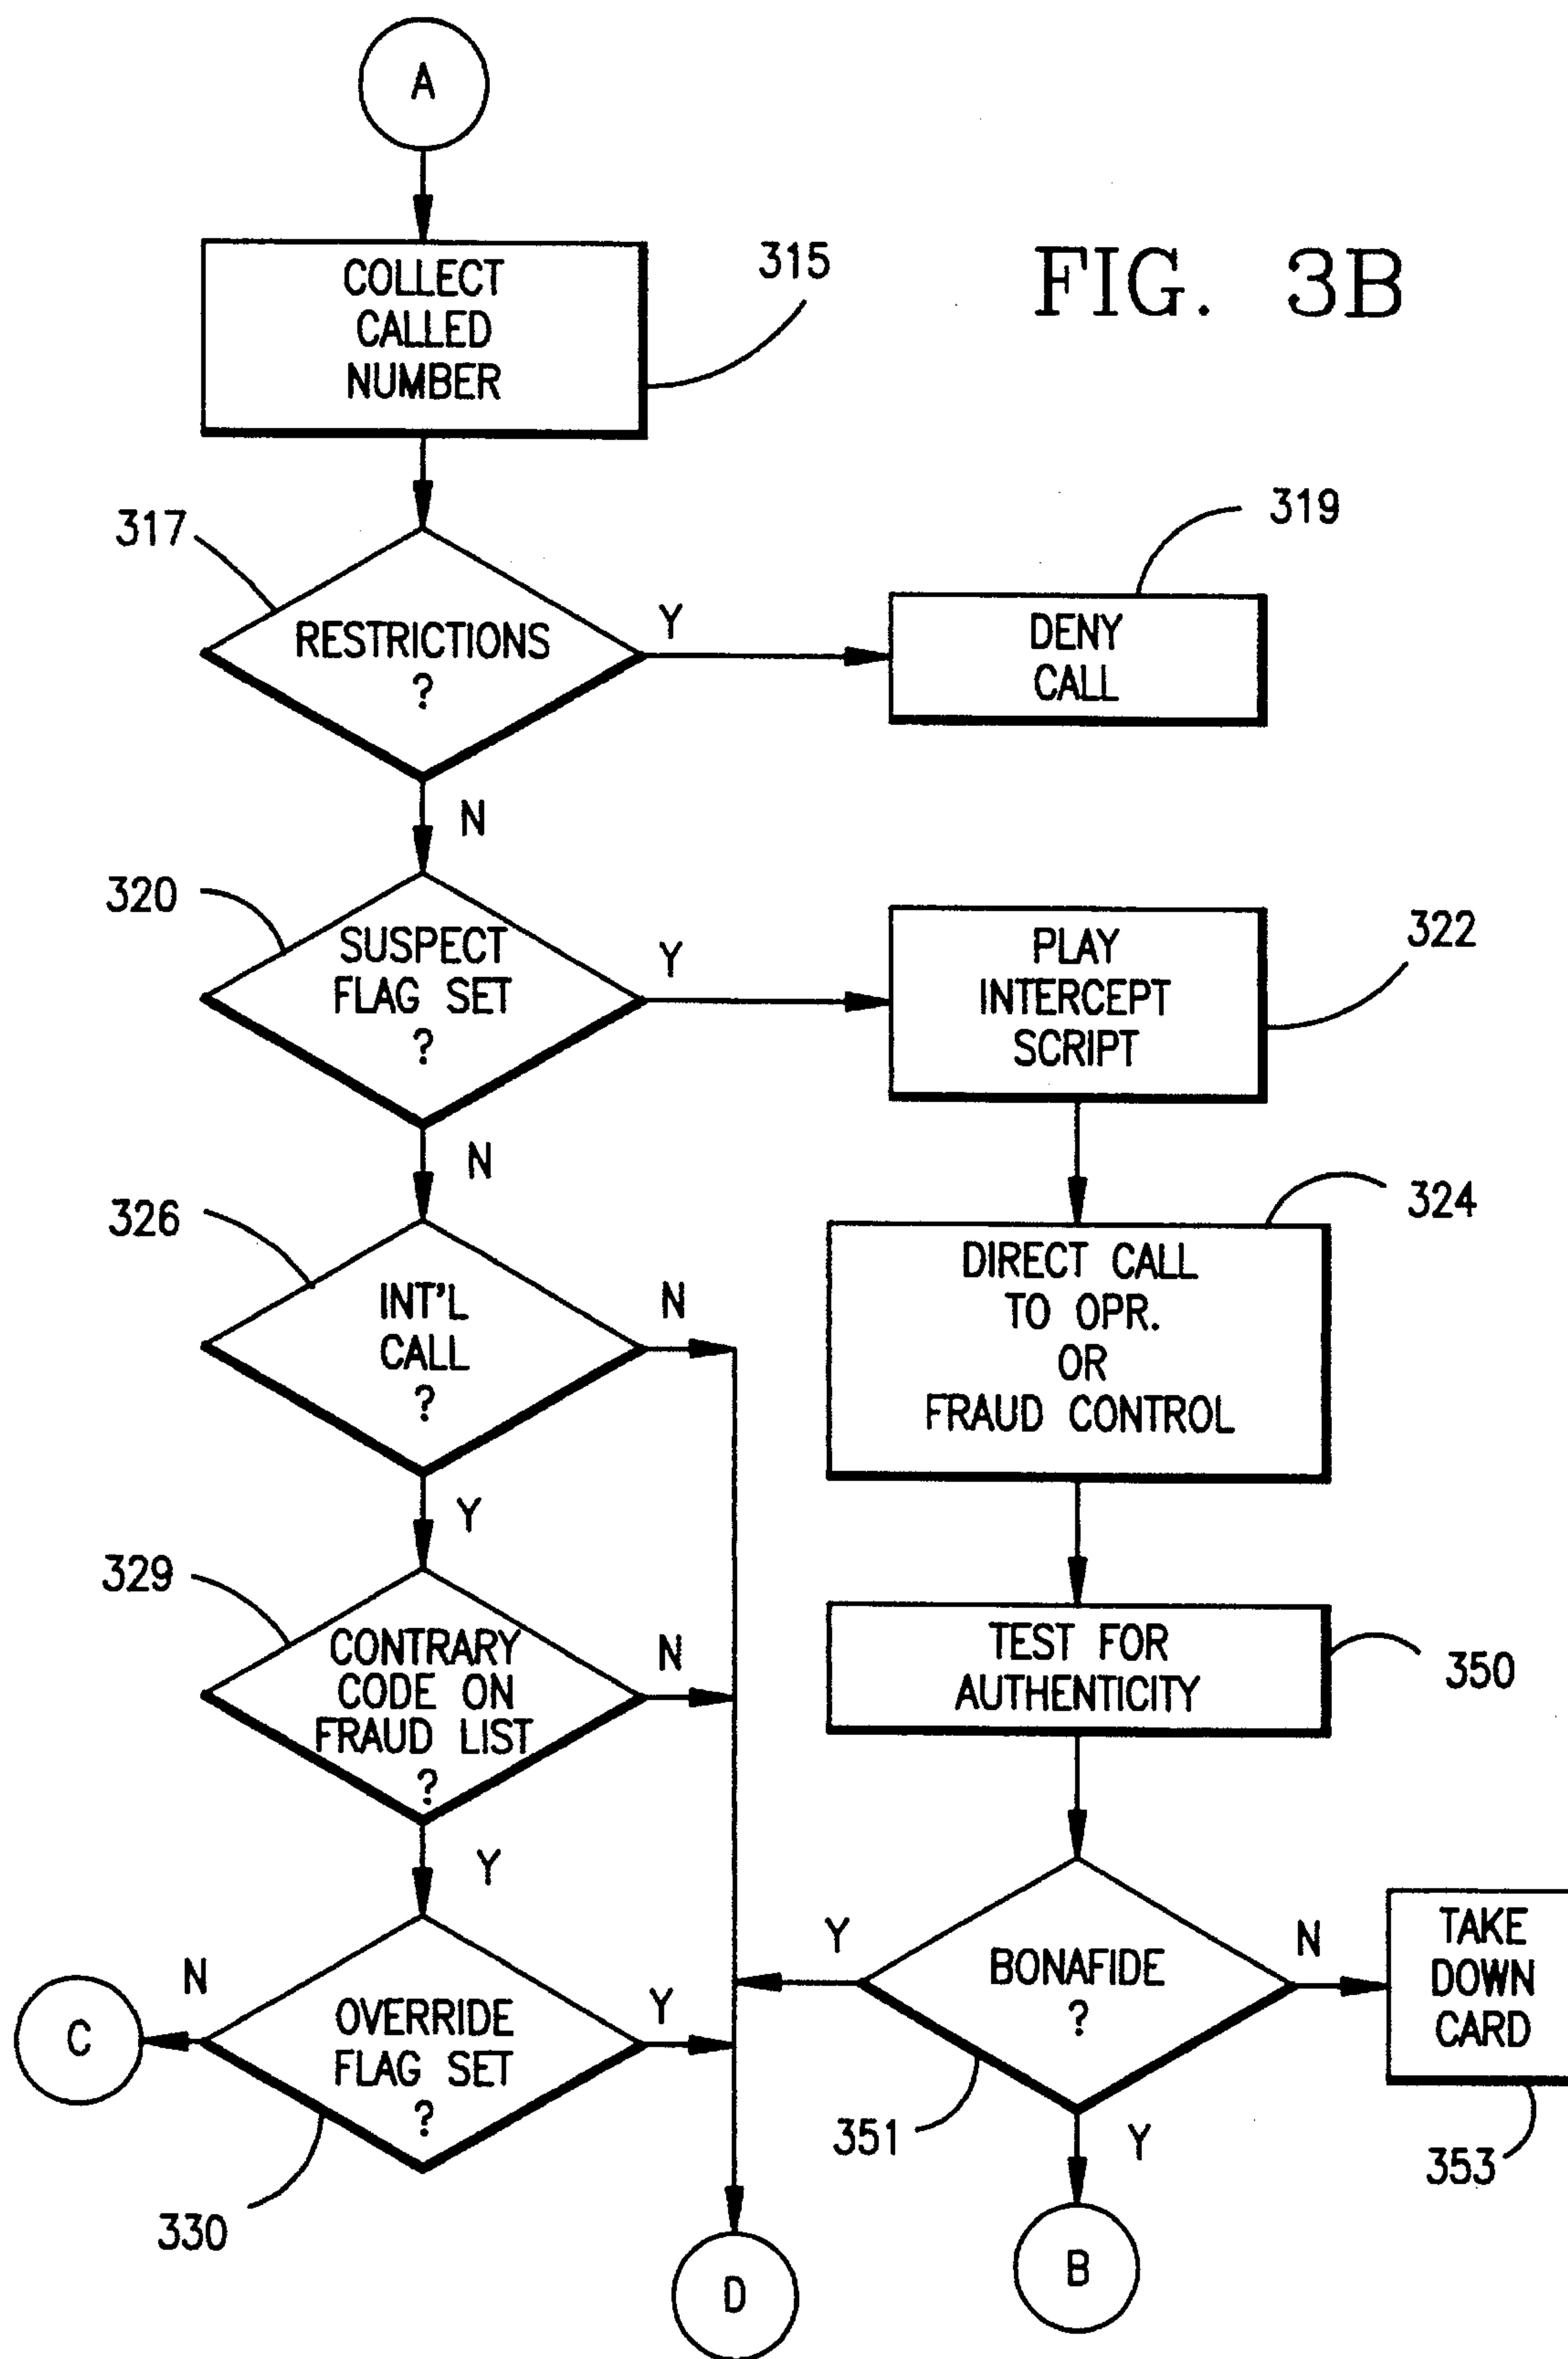 A
COLLECT
CALLED
NUMBER
315
FIG. 3B
317
RESTRICTIONS
?
Y
319
DENY
CALL
N
320
SUSPECT
FLAG SET
?
Y
PLAY
INTERCEPT
SCRIPT
322
N
326
INT'L
CALL
?
N
324
DIRECT CALL
TO OPR.
OR
FRAUD CONTROL
Y
329
CONTRARY
CODE ON
FRAUD LIST
?
N
TEST FOR
AUTHENTICITY
350
Y
N
C
OVERRIDE
FLAG SET
?
Y
330
Y
BONAFIDE
?
N
TAKE
DOWN
CARD
351
Y
353
D
B